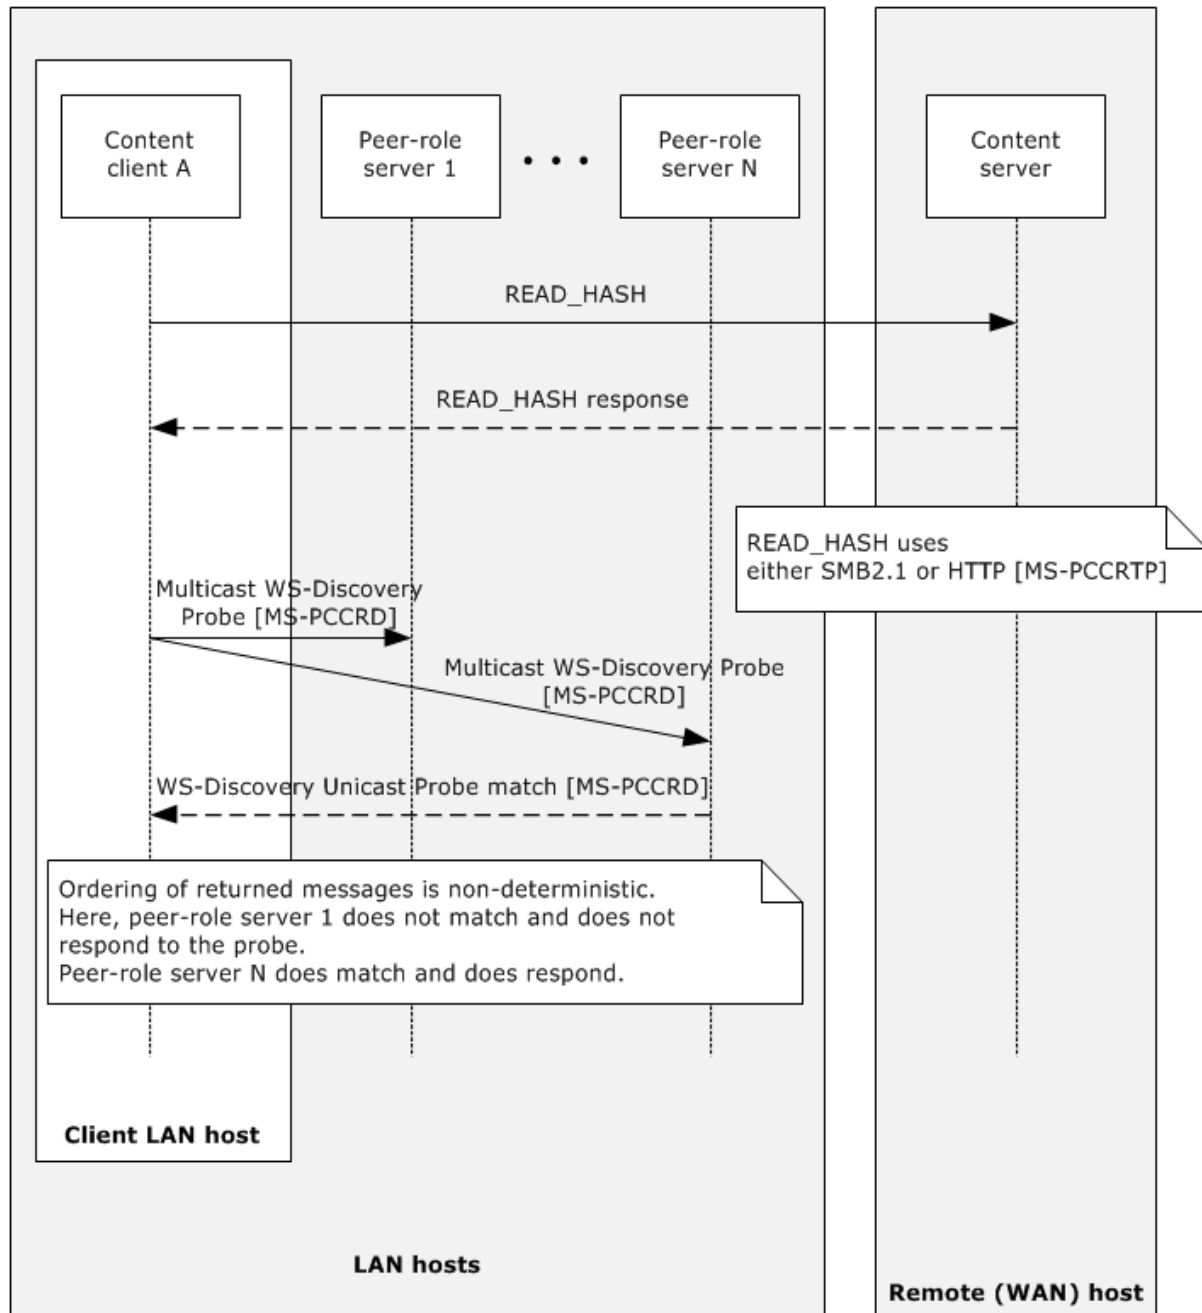 Content
client A
Peer-role
server 1
• • •
Peer-role
server N
Content
server
READ_HASH
READ_HASH response
READ_HASH uses
either SMB2.1 or HTTP [MS-PCCRTP]
Multicast WS-Discovery
Probe [MS-PCCRD]
Multicast WS-Discovery Probe
[MS-PCCRD]
WS-Discovery Unicast Probe match [MS-PCCRD]
Ordering of returned messages is non-deterministic.
Here, peer-role server 1 does not match and does not
respond to the probe.
Peer-role server N does match and does respond.
Client LAN host
LAN hosts
Remote (WAN) host